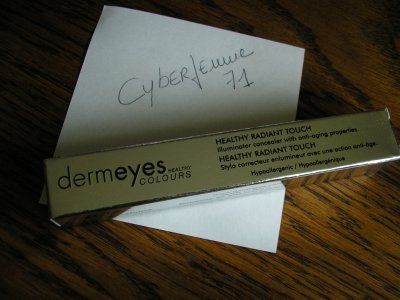 Cyberjennie
71
dermeyes
HEALTHY
COLOURS
HEALTHY RADIANT TOUCH
Illuminator concealer with anti-aging properties
HEALTHY RADIANT TOUCH
Stylo correcteur enlumineur avec une action anti-âge.
Hypoallergenic / Hypoallergénique